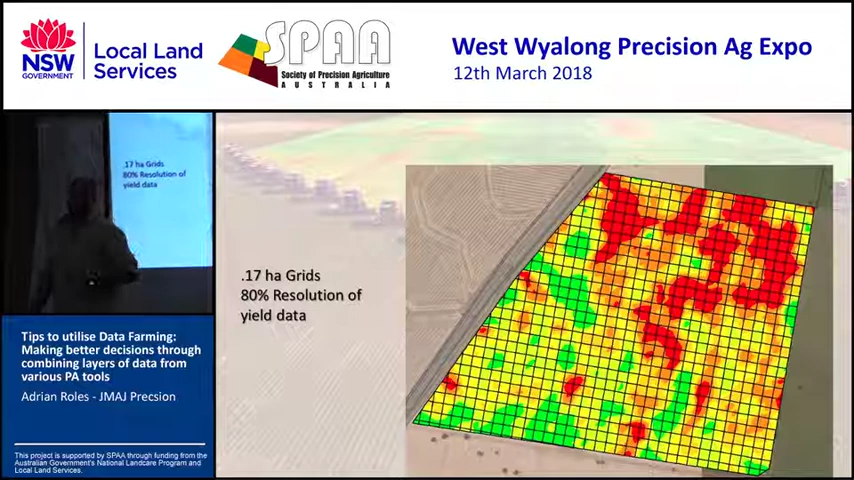 NSW
GOVERNMENT
Local Land
Services
SPAA
Society of Precision Agriculture
AUSTRALIA
West Wyalong Precision Ag Expo
12th March 2018
.17 ha Grids
80% Resolution of
yield data
.17 ha Grids
80% Resolution of
yield data
Tips to utilise Data Farming:
Making better decisions through
combining layers of data from
various PA tools
Adrian Roles - JMAJ Precsion
This project is supported by SPAA through funding from the
Australian Government's National Landcare Program and
Local Land Services.